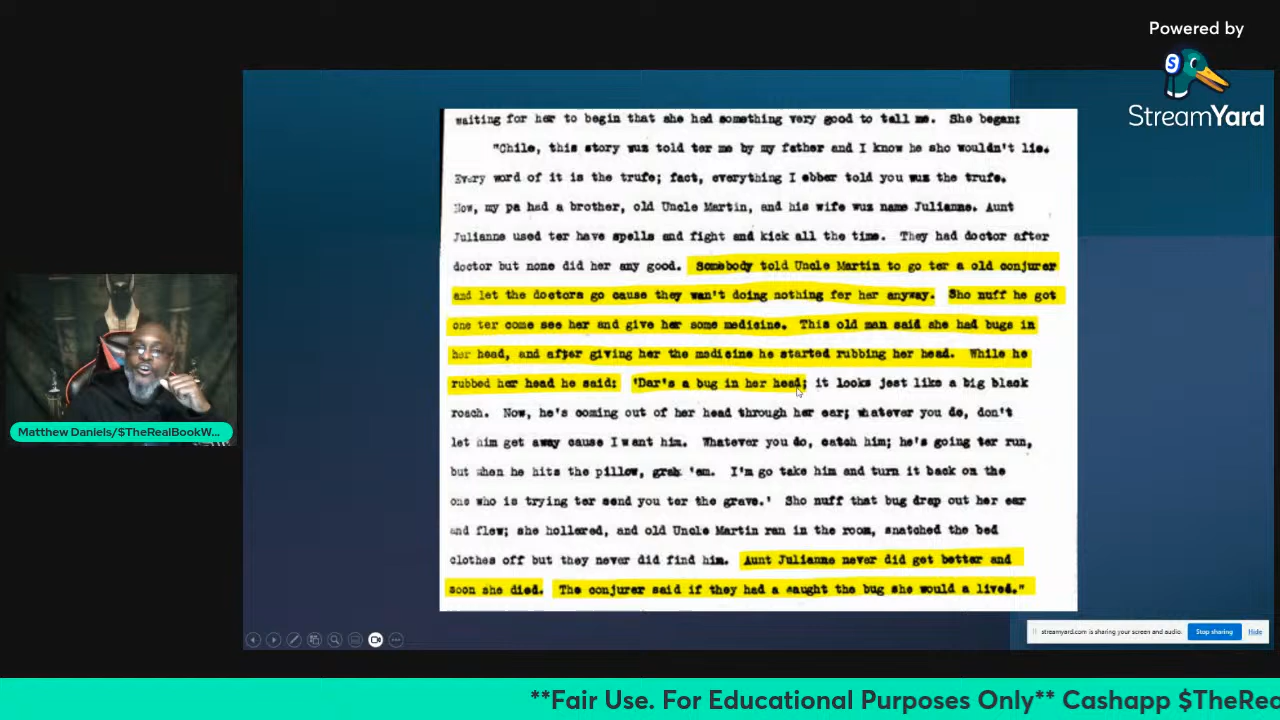 Powered by
StreamYard
waiting for her to begin that she had something very good to tell me. She began:
"Chile, this story wus told ter me by my father and I know he sho wouldn't lie.
Every word of it is the trufe; fact, everything I ebber told you wus the trufe.
Now, my pa had a brother, old Uncle Martin, and his wife wuz name Julianne. Aunt
Julianne used ter have spells and fight and kick all the time. They had doctor after
doctor but none did her any good. Somebody told Uncle Martin to go ter a old conjurer
and let the doctors go cause they wan't doing nothing fer her anyway. Sho nuff he got
one ter come see her and give her some medicine. This old man said she had bugs in
her head, and after giving her the medicine he started rubbing her head. While he
rubbed her head he said: 'Dar's a bug in her head; it looks jest like a big black
roach. Now, he's coming out of her head through her ear; whatever you do, don't
let him get away cause I want him. Whatever you do, catch him; he's going ter run,
but when he hits the pillow, grab 'em. I'm go take him and turn it back on the
one who is trying ter send you ter the grave.' Sho nuff that bug drap out her ear
and flew; she hollered, and old Uncle Martin ran in the room, snatched the bed
clothes off but they never did find him. Aunt Julianne never did get better and
soon she died. The conjurer said if they had a caught the bug she would a lived."
Matthew Daniels/$TheRealBookW...
streamyard.com is sharing your screen and audio. Stop sharing Hide
**Fair Use. For Educational Purposes Only** Cashapp $TheRea